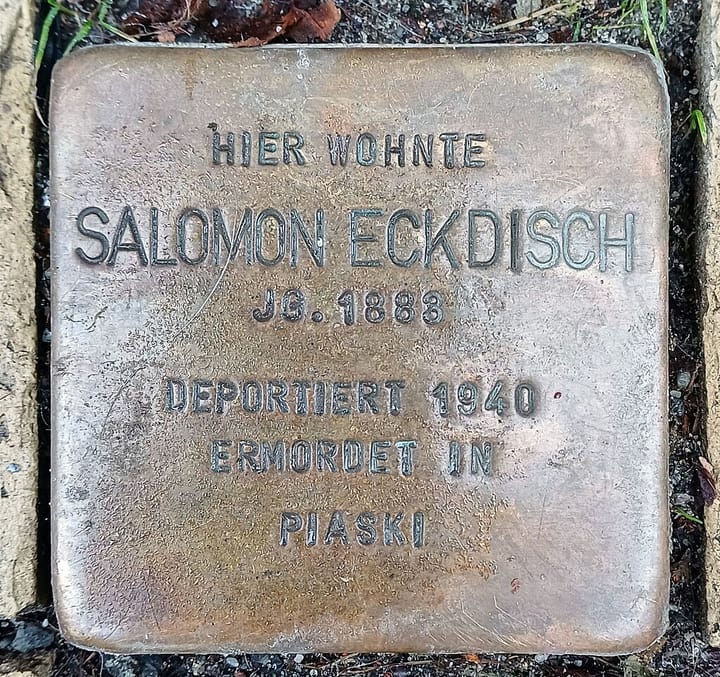 HIER WOHNTE
SALOMON ECKDISCH
JG. 1883
DEPORTIERT 1940
ERMORDET IN
PIASKI